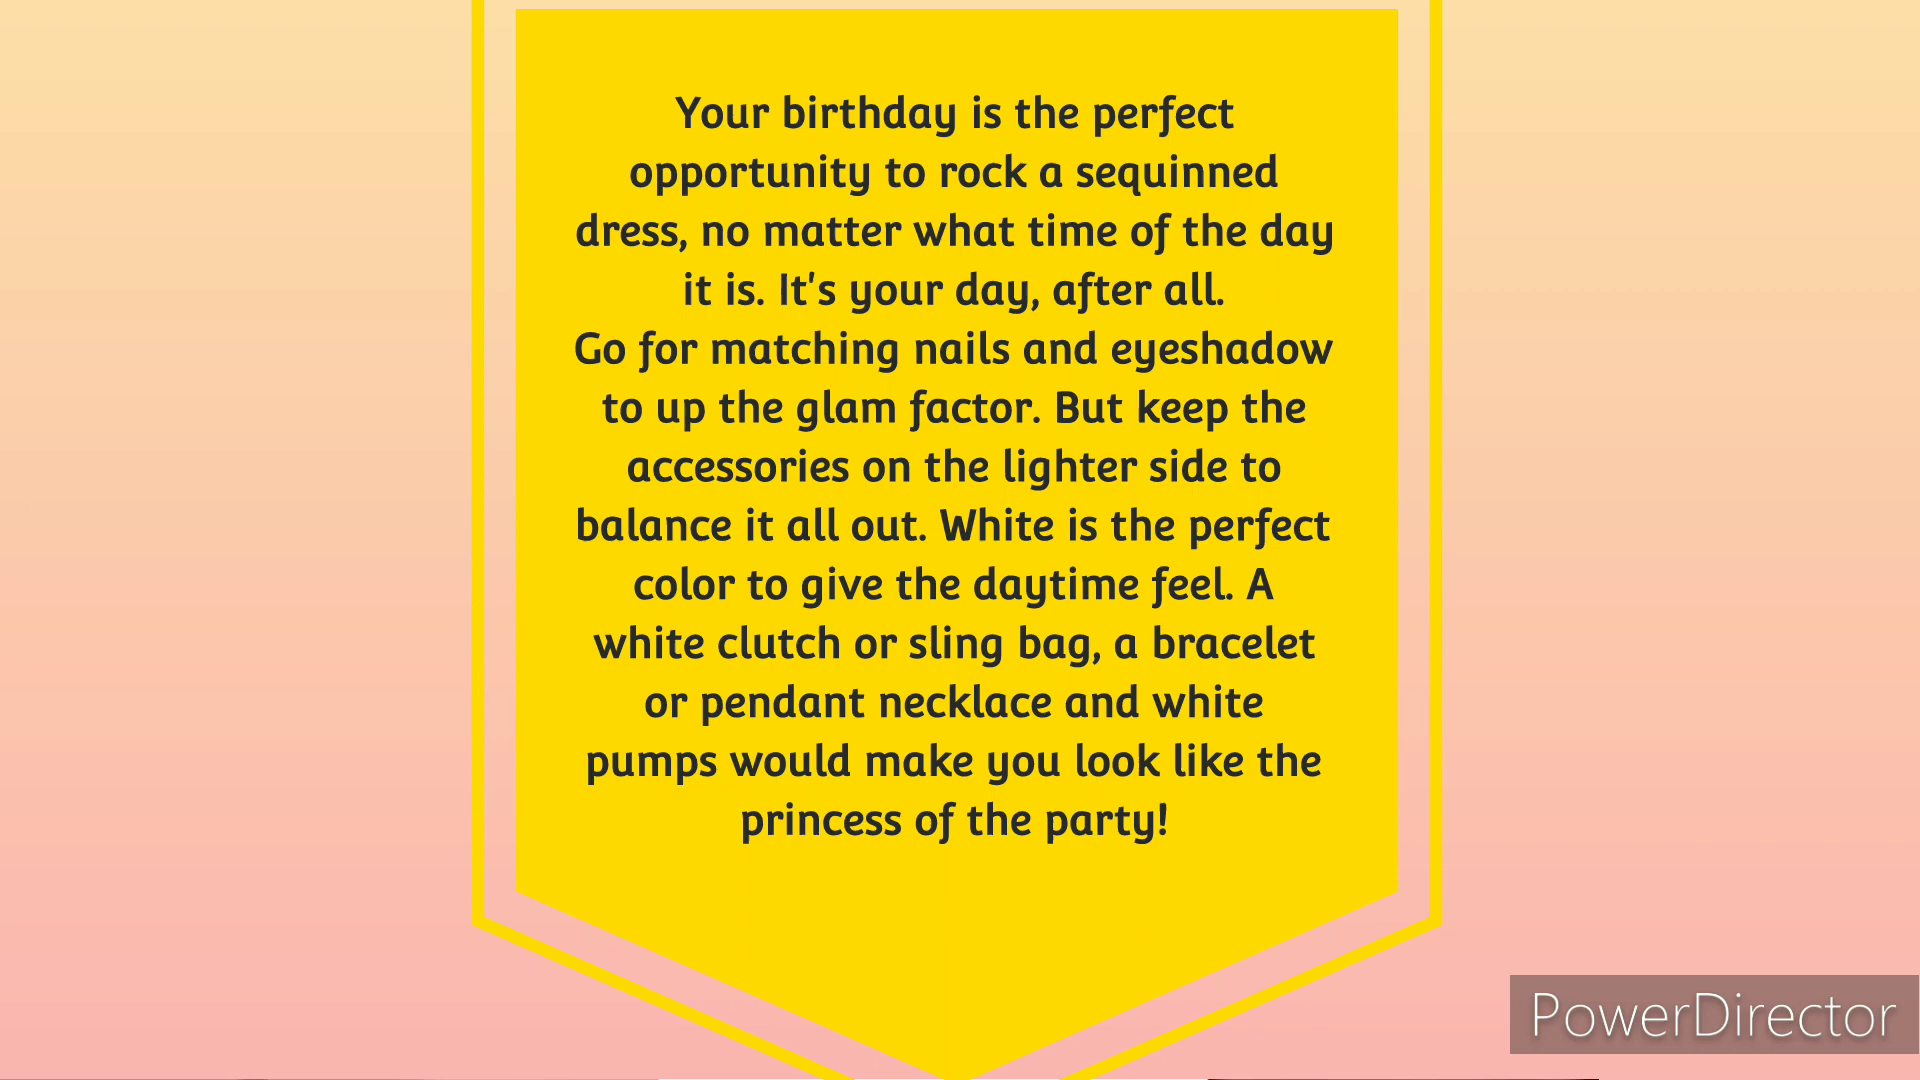 Your birthday is the perfect
opportunity to rock a sequinned
dress, no matter what time of the day
it is. It's your day, after all.
Go for matching nails and eyeshadow
to up the glam factor. But keep the
accessories on the lighter side to
balance it all out. White is the perfect
color to give the daytime feel. A
white clutch or sling bag, a bracelet
or pendant necklace and white
pumps would make you look like the
princess of the party!
PowerDirector